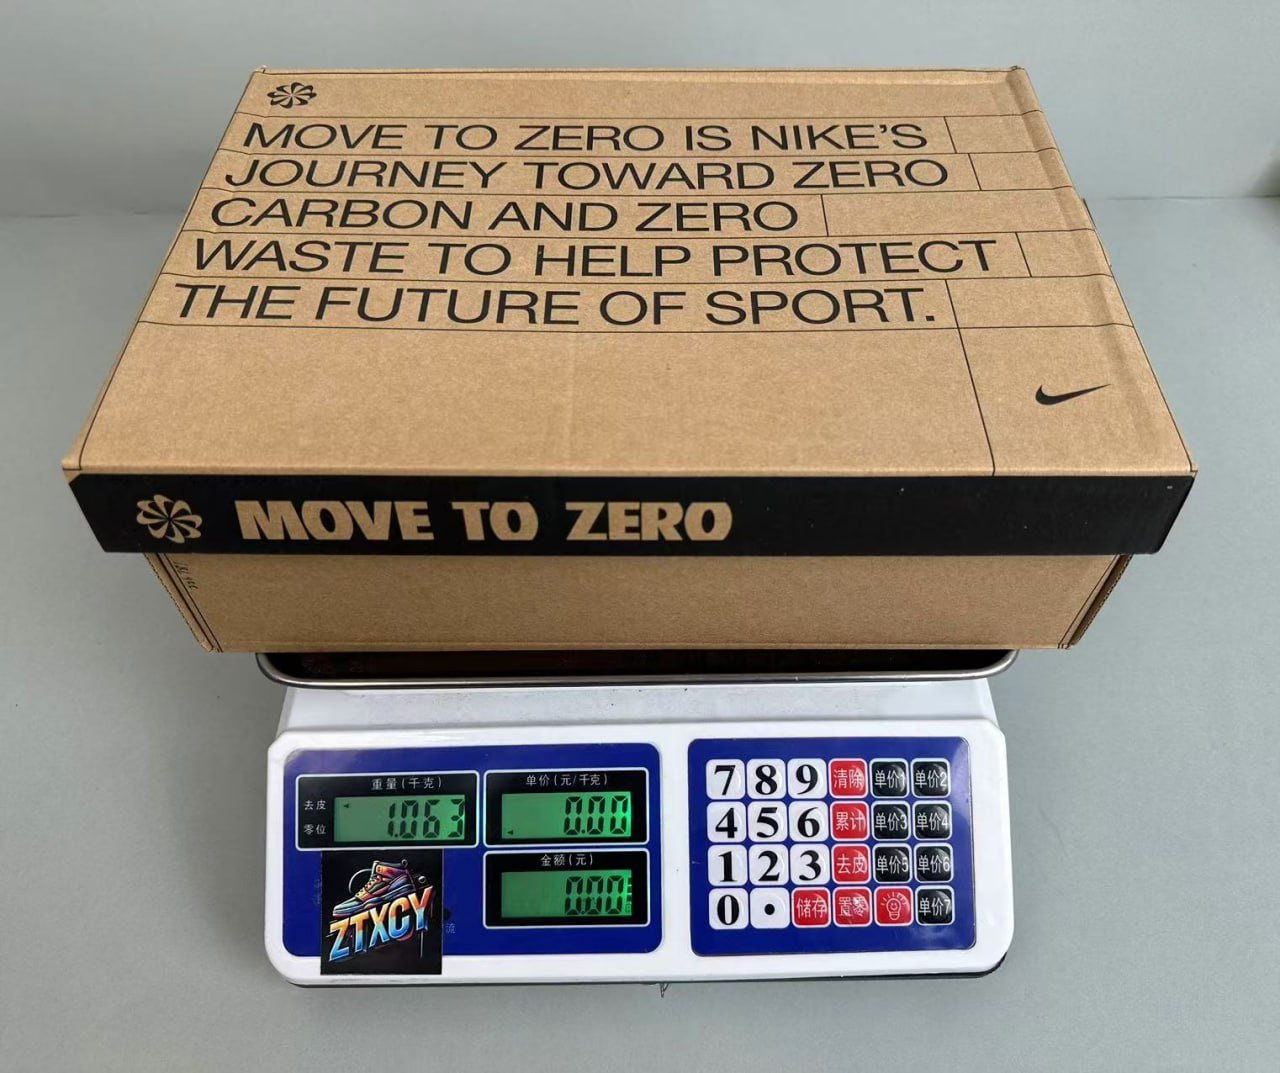 MOVE TO ZERO IS NIKE'S
JOURNEY TOWARD ZERO
CARBON AND ZERO
WASTE TO HELP PROTECT
THE FUTURE OF SPORT.
MOVE TO ZERO
重量(千克)
去皮
零位
1.063
单价(元/千克)
0.00
金额(元)
0.00
ZTXCY
流
7 8 9 清除 单价1 单价2
4 5 6 累计 单价3 单价4
1 2 3 去皮 单价5 单价6
0 • 储存 置零 单价7